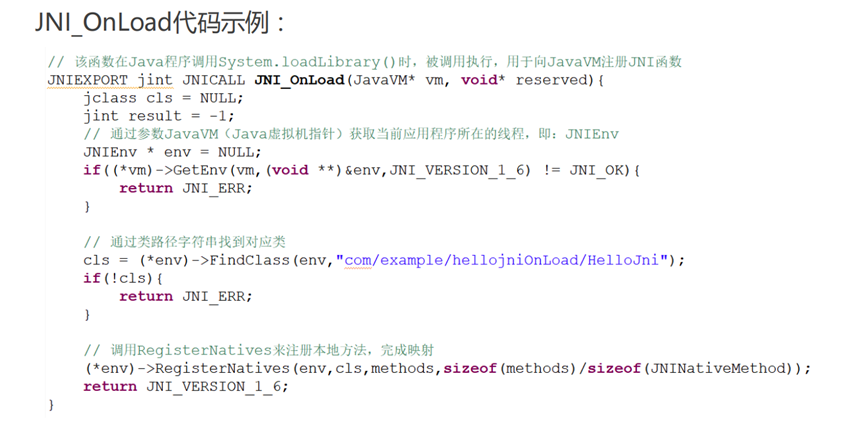 JNI_OnLoad代码示例：
// 该函数在Java程序调用System.loadLibrary()时，被调用执行，用于向JavaVM注册JNI函数
JNIEXPORT jint JNICALL JNI_OnLoad(JavaVM* vm, void* reserved){
    jclass cls = NULL;
    jint result = -1;
    // 通过参数JavaVM（Java虚拟机指针）获取当前应用程序所在的线程，即：JNIEnv
    JNIEnv * env = NULL;
    if((*vm)->GetEnv(vm,(void **)&env,JNI_VERSION_1_6) != JNI_OK){
        return JNI_ERR;
    }
    // 通过类路径字符串找到对应类
    cls = (*env)->FindClass(env,"com/example/hellojniOnLoad/HelloJni");
    if(!cls){
        return JNI_ERR;
    }
    // 调用RegisterNatives来注册本地方法，完成映射
    (*env)->RegisterNatives(env,cls,methods,sizeof(methods)/sizeof(JNINativeMethod));
    return JNI_VERSION_1_6;
}